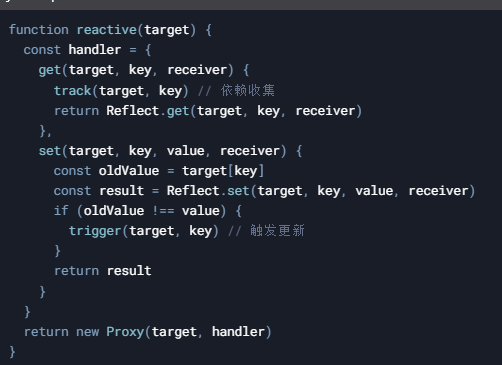 function reactive(target) {
  const handler = {
    get(target, key, receiver) {
      track(target, key) // 依赖收集
      return Reflect.get(target, key, receiver)
    },
    set(target, key, value, receiver) {
      const oldValue = target[key]
      const result = Reflect.set(target, key, value, receiver)
      if (oldValue !== value) {
        trigger(target, key) // 触发更新
      }
      return result
    }
  }
  return new Proxy(target, handler)
}